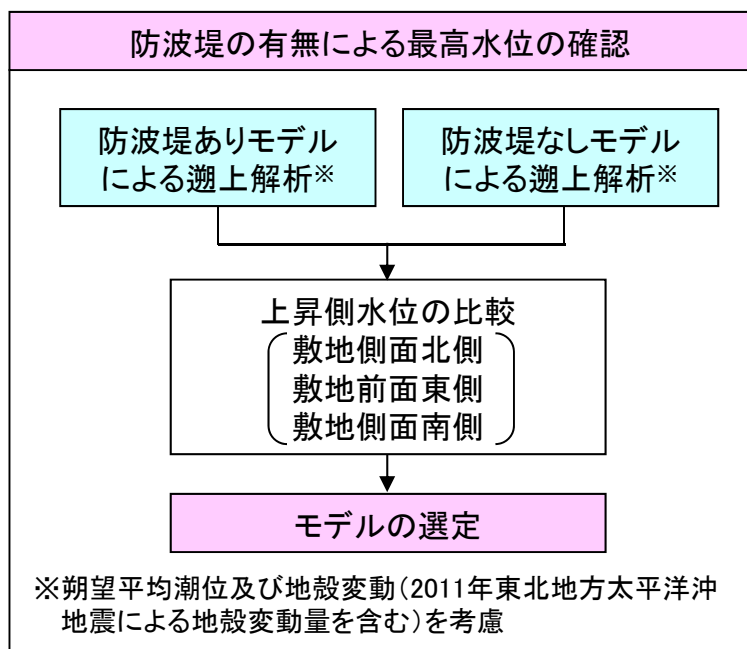 防波堤の有無による最高水位の確認
防波堤ありモデル
による遡上解析※
防波堤なしモデル
による遡上解析※
上昇側水位の比較
敷地側面北側
敷地前面東側
敷地側面南側
モデルの選定
※朔望平均潮位及び地殻変動(2011年東北地方太平洋沖
地震による地殻変動量を含む)を考慮